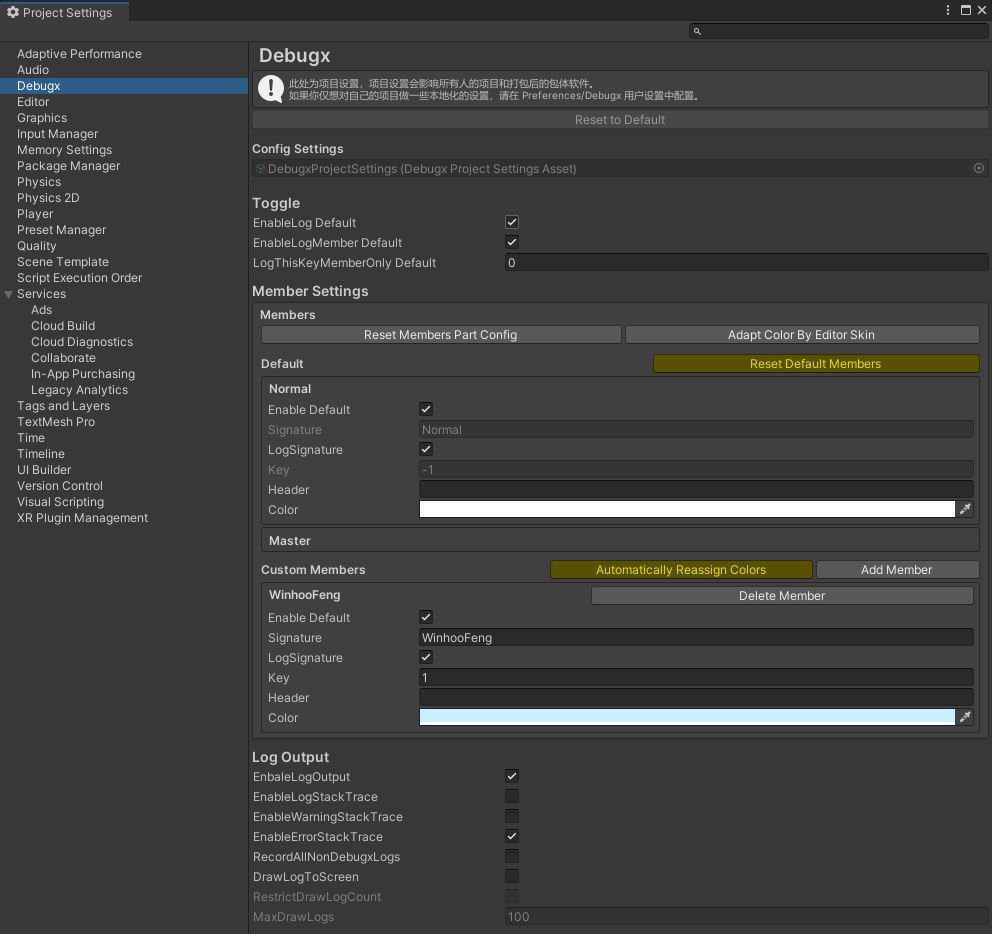 Project Settings
Adaptive Performance
Audio
Debugx
Editor
Graphics
Input Manager
Memory Settings
Package Manager
Physics
Physics 2D
Player
Preset Manager
Quality
Scene Template
Script Execution Order
Services
Ads
Cloud Build
Cloud Diagnostics
Collaborate
In-App Purchasing
Legacy Analytics
Tags and Layers
TextMesh Pro
Time
Timeline
UI Builder
Version Control
Visual Scripting
XR Plugin Management
Debugx
此处为项目设置，项目设置会影响所有人的项目和打包后的包体软件。
如果你仅想对自己的项目做一些本地化的设置，请在 Preferences/Debugx 用户设置中配置。
Reset to Default
Config Settings
DebugxProjectSettings (Debugx Project Settings Asset)
Toggle
EnableLog Default
EnableLogMember Default
LogThisKeyMemberOnly Default 0
Member Settings
Members
Reset Members Part Config Adapt Color By Editor Skin
Default Reset Default Members
Normal
Enable Default
Signature Normal
LogSignature
Key -1
Header
Color
Master
Custom Members Automatically Reassign Colors Add Member
WinhooFeng Delete Member
Enable Default
Signature WinhooFeng
LogSignature
Key 1
Header
Color
Log Output
EnbaleLogOutput
EnableLogStackTrace
EnableWarningStackTrace
EnableErrorStackTrace
RecordAllNonDebugxLogs
DrawLogToScreen
RestrictDrawLogCount
MaxDrawLogs 100